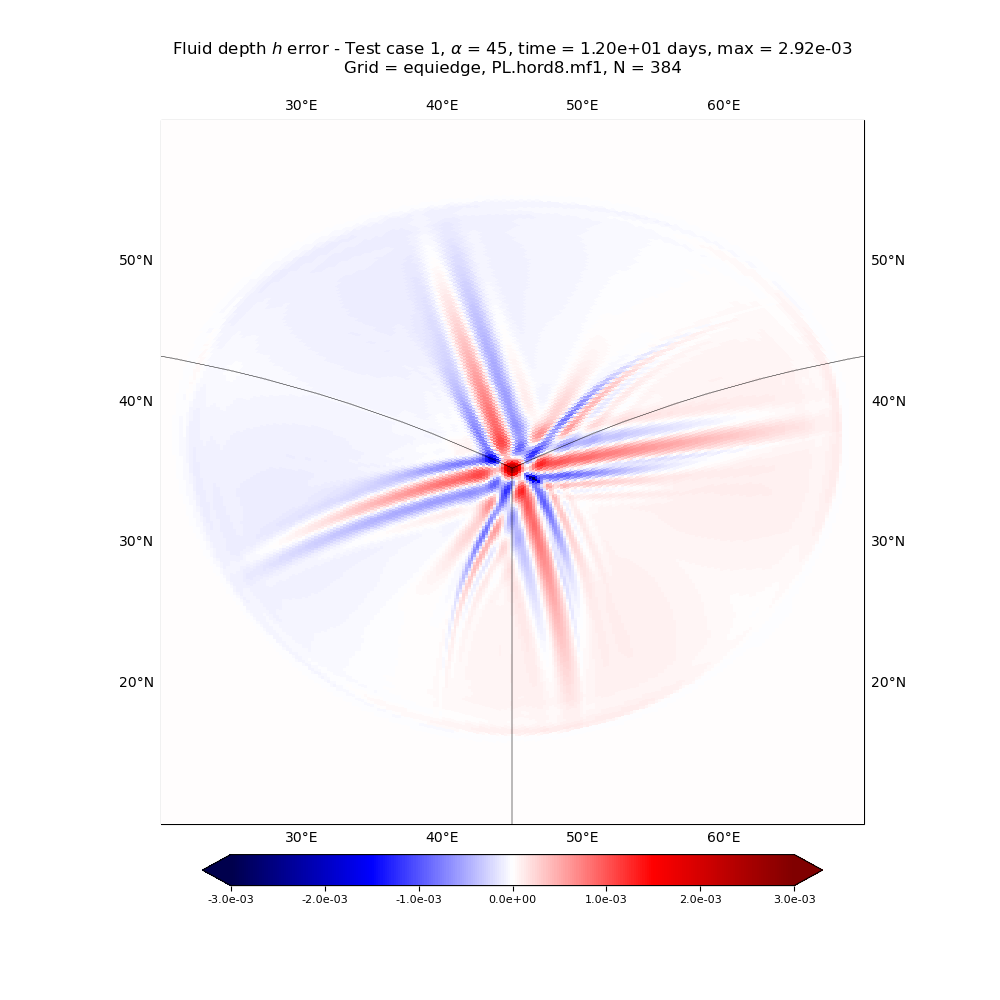 Fluid depth h error - Test case 1, α = 45, time = 1.20e+01 days, max = 2.92e-03
Grid = equiedge, PL.hord8.mf1, N = 384
30°E 40°E 50°E 60°E
50°N 50°N
40°N 40°N
30°N 30°N
20°N 20°N
30°E 40°E 50°E 60°E
-3.0e-03 -2.0e-03 -1.0e-03 0.0e+00 1.0e-03 2.0e-03 3.0e-03